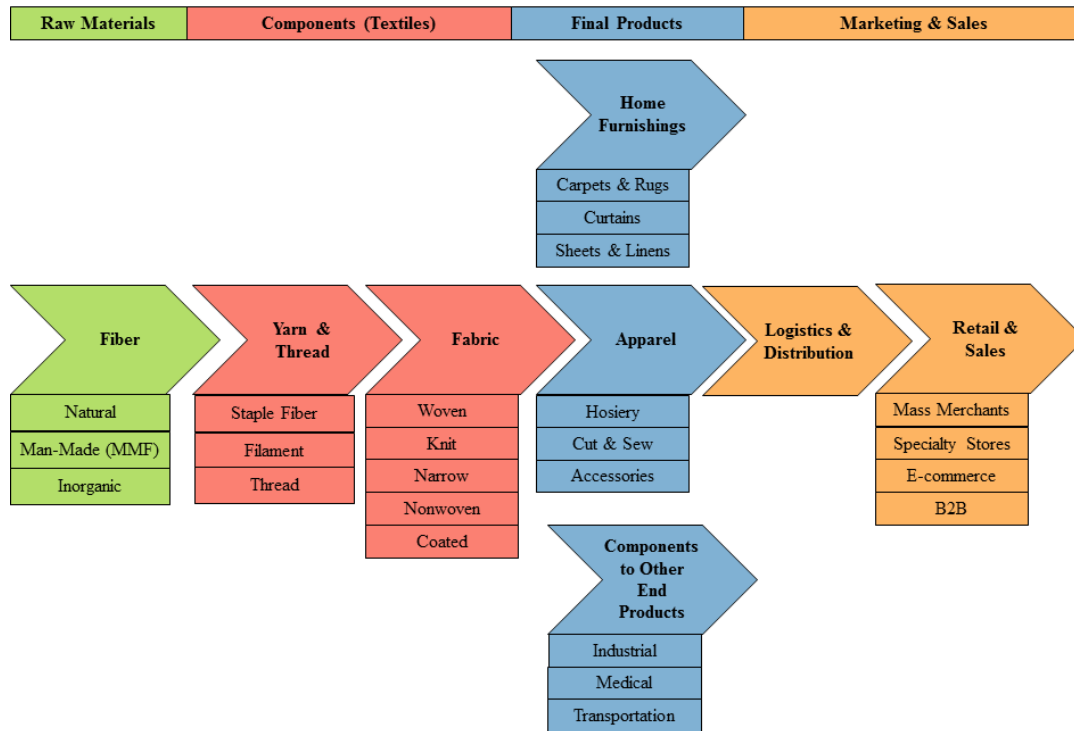 Raw Materials
Components (Textiles)
Final Products
Marketing & Sales
Home
Furnishings
Carpets & Rugs
Curtains
Sheets & Linens
Fiber
Natural
Man-Made (MMF)
Inorganic
Yarn &
Thread
Staple Fiber
Filament
Thread
Fabric
Woven
Knit
Narrow
Nonwoven
Coated
Apparel
Hosiery
Cut & Sew
Accessories
Logistics &
Distribution
Retail &
Sales
Mass Merchants
Specialty Stores
E-commerce
B2B
Components
to Other
End
Products
Industrial
Medical
Transportation